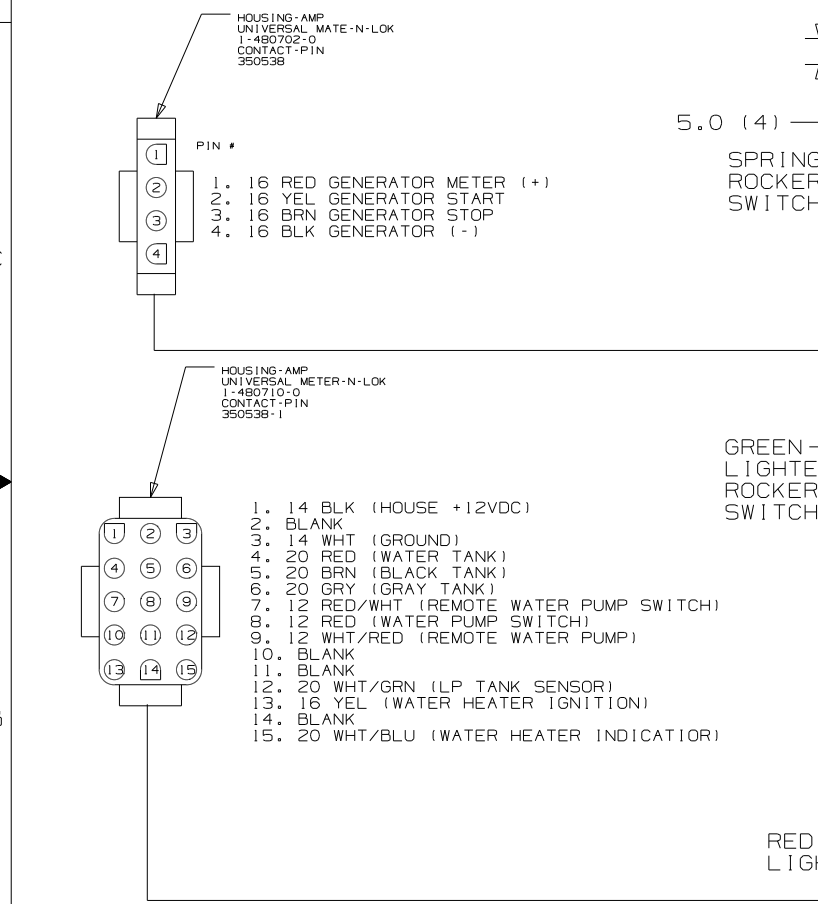 HOUSING-AMP
UNIVERSAL MATE-N-LOK
1-480702-0
CONTACT-PIN
350538
PIN #
1
2
3
4
1. 16 RED GENERATOR METER (+)
2. 16 YEL GENERATOR START
3. 16 BRN GENERATOR STOP
4. 16 BLK GENERATOR (-)
5.0 (4)
SPRING
ROCKER
SWITCH
HOUSING-AMP
UNIVERSAL METER-N-LOK
1-480710-0
CONTACT-PIN
350538-1
GREEN-
LIGHTE
ROCKER
SWITCH
1 2 3
4 5 6
7 8 9
10 11 12
13 14 15
1. 14 BLK (HOUSE +12VDC)
2. BLANK
3. 14 WHT (GROUND)
4. 20 RED (WATER TANK)
5. 20 BRN (BLACK TANK)
6. 20 GRY (GRAY TANK)
7. 12 RED/WHT (REMOTE WATER PUMP SWITCH)
8. 12 RED (WATER PUMP SWITCH)
9. 12 WHT/RED (REMOTE WATER PUMP)
10. BLANK
11. BLANK
12. 20 WHT/GRN (LP TANK SENSOR)
13. 16 YEL (WATER HEATER IGNITION)
14. BLANK
15. 20 WHT/BLU (WATER HEATER INDICATIOR)
RED
LIGH